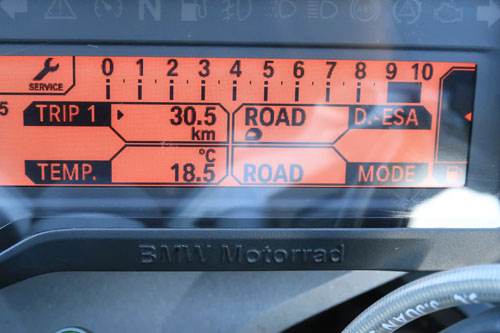 N
0 1 2 3 4 5 6 7 8 9 10
SERVICE
5 TRIP 1 30.5 ROAD D.-ESA
km
°C
TEMP. 18.5 ROAD MODE
BMW Motorrad